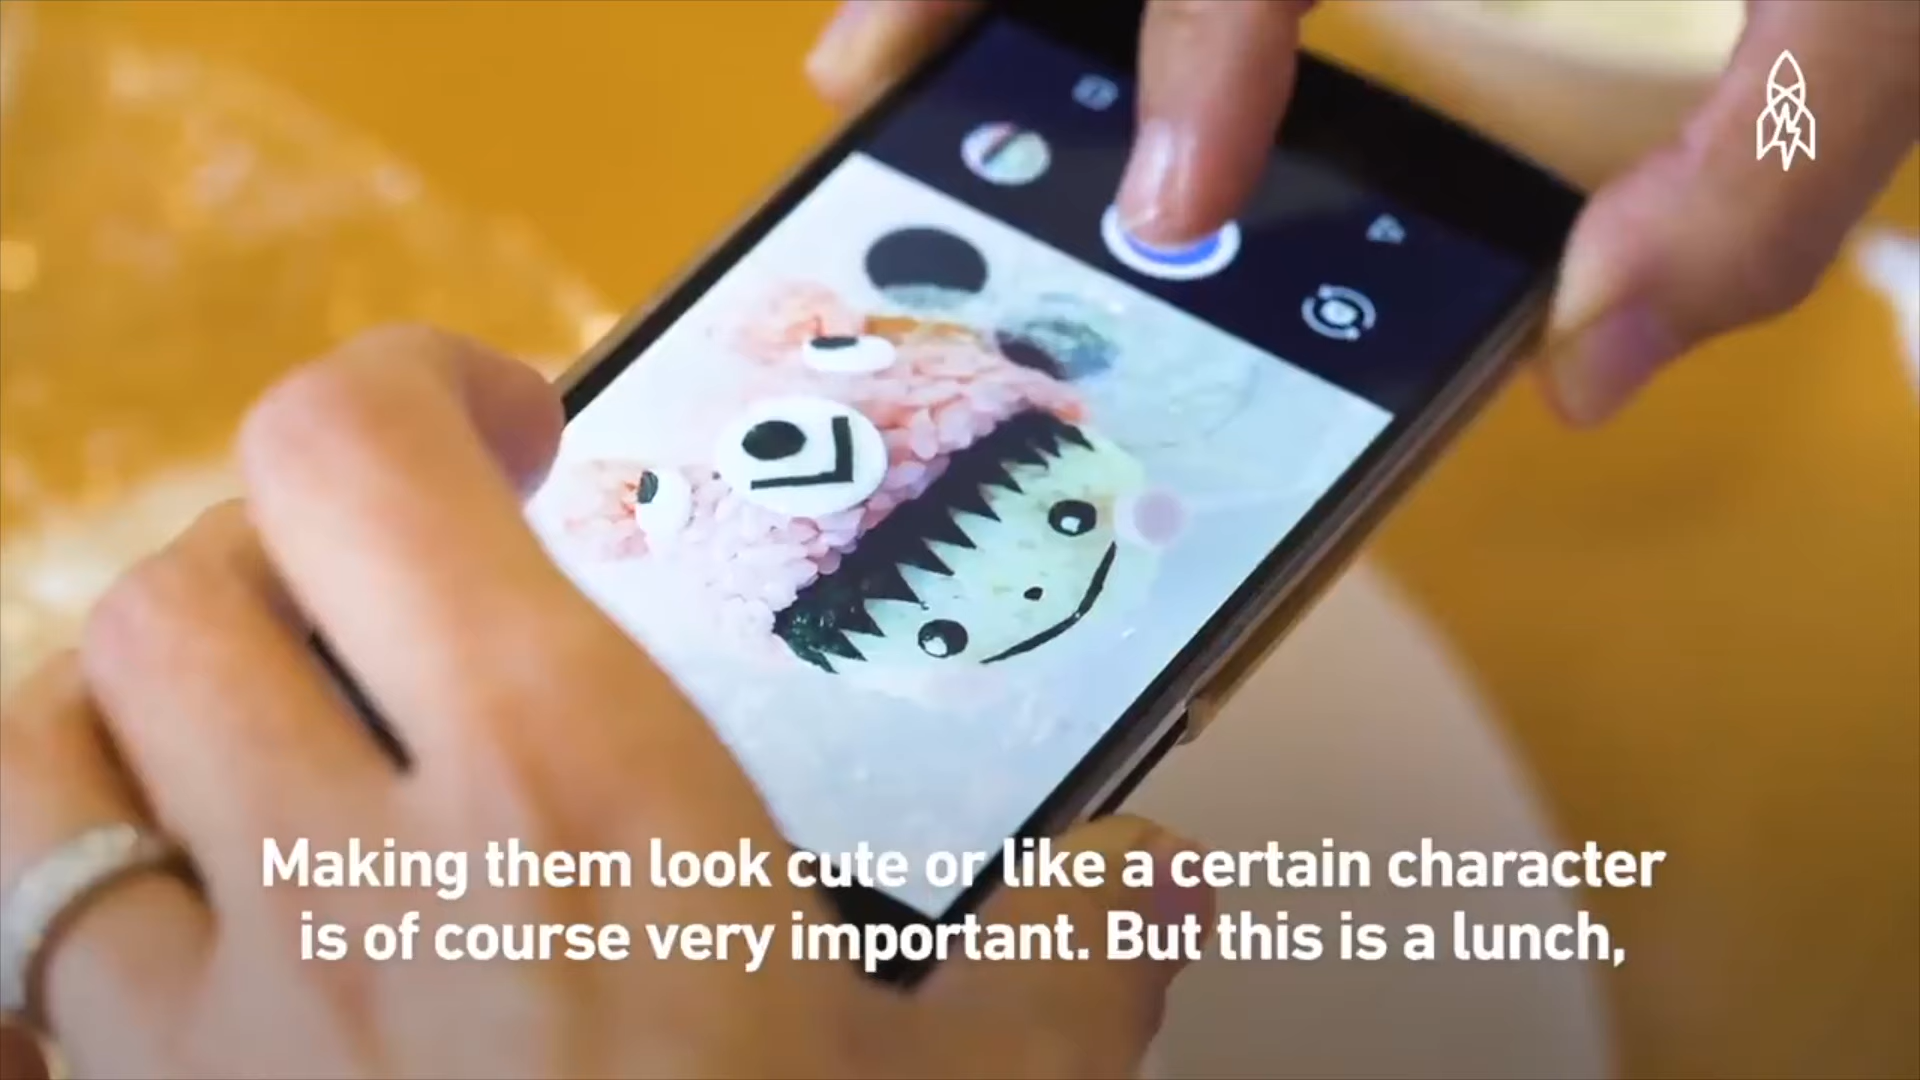 Making them look cute or like a certain character
is of course very important. But this is a lunch,